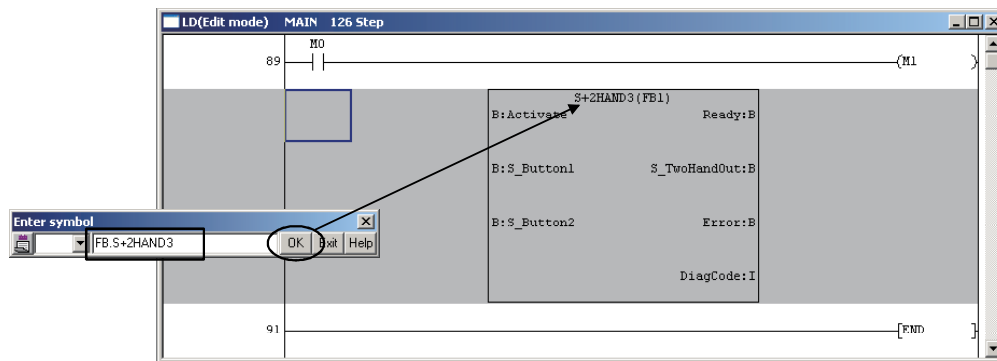 LD(Edit mode) MAIN 126 Step
M0
89
(M1 )
S+2HAND3(FB1)
B:Activate Ready:B
B:S_Button1 S_TwoHandOut:B
B:S_Button2 Error:B
DiagCode:I
Enter symbol
FB.S+2HAND3 OK Exit Help
91
[END ]